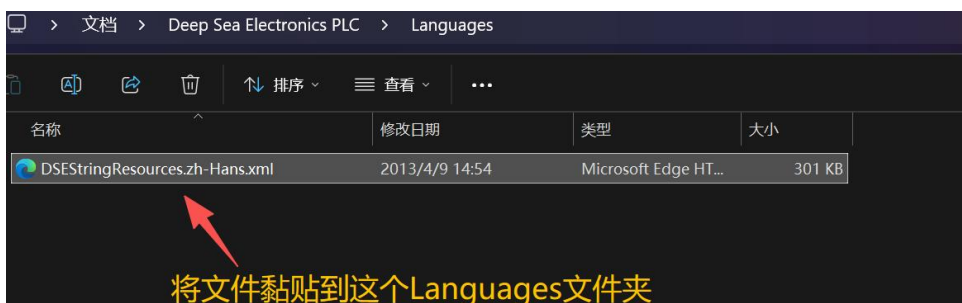 文档 > Deep Sea Electronics PLC > Languages
排序 查看 ...
名称 修改日期 类型 大小
DSEStringResources.zh-Hans.xml 2013/4/9 14:54 Microsoft Edge HT... 301 KB
将文件黏贴到这个Languages文件夹